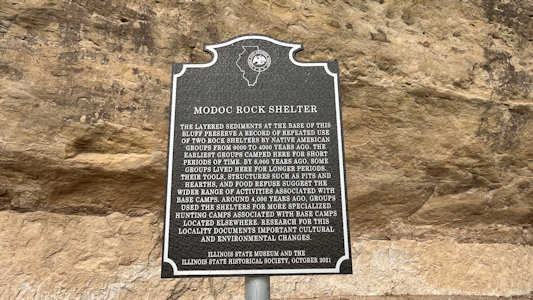 MODOC ROCK SHELTER
THE LAYERED SEDIMENTS AT THE BASE OF THIS
BLUFF PRESERVE A RECORD OF REPEATED USE
OF TWO ROCK SHELTERS BY NATIVE AMERICAN
GROUPS FROM 9000 TO 4000 YEARS AGO. THE
EARLIEST GROUPS CAMPED HERE FOR SHORT
PERIODS OF TIME. BY 8,000 YEARS AGO, SOME
GROUPS LIVED HERE FOR LONGER PERIODS.
THEIR TOOLS, STRUCTURES SUCH AS PITS AND
HEARTHS, AND FOOD REFUSE SUGGEST THE
WIDER RANGE OF ACTIVITIES ASSOCIATED WITH
BASE CAMPS. AROUND 4,000 YEARS AGO, GROUPS
USED THE SHELTERS FOR MORE SPECIALIZED
HUNTING CAMPS ASSOCIATED WITH BASE CAMPS
LOCATED ELSEWHERE. RESEARCH FOR THIS
LOCALITY DOCUMENTS IMPORTANT CULTURAL
AND ENVIRONMENTAL CHANGES.
ILLINOIS STATE MUSEUM AND THE
ILLINOIS STATE HISTORICAL SOCIETY, OCTOBER 2021